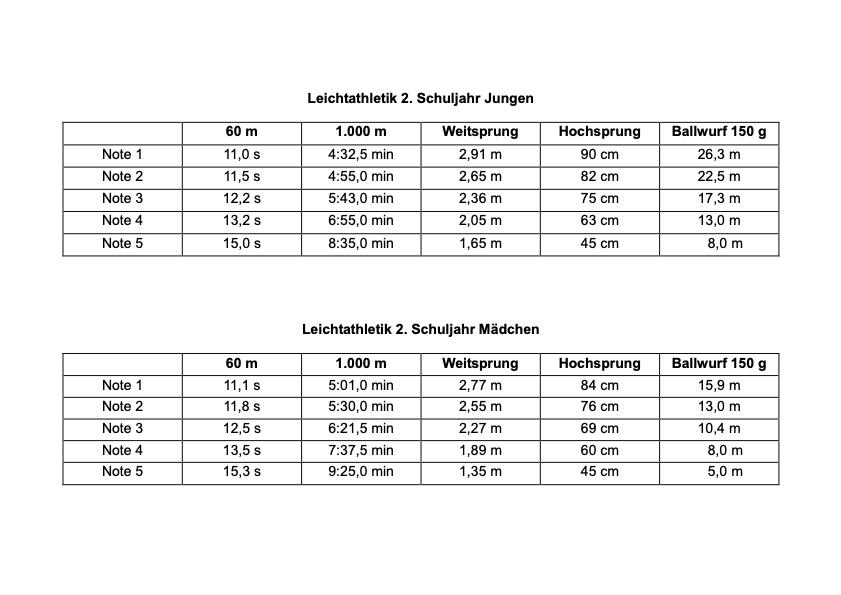 Leichtathletik 2. Schuljahr Jungen
60 m 1.000 m Weitsprung Hochsprung Ballwurf 150 g
Note 1 11,0 s 4:32,5 min 2,91 m 90 cm 26,3 m
Note 2 11,5 s 4:55,0 min 2,65 m 82 cm 22,5 m
Note 3 12,2 s 5:43,0 min 2,36 m 75 cm 17,3 m
Note 4 13,2 s 6:55,0 min 2,05 m 63 cm 13,0 m
Note 5 15,0 s 8:35,0 min 1,65 m 45 cm 8,0 m
Leichtathletik 2. Schuljahr Mädchen
60 m 1.000 m Weitsprung Hochsprung Ballwurf 150 g
Note 1 11,1 s 5:01,0 min 2,77 m 84 cm 15,9 m
Note 2 11,8 s 5:30,0 min 2,55 m 76 cm 13,0 m
Note 3 12,5 s 6:21,5 min 2,27 m 69 cm 10,4 m
Note 4 13,5 s 7:37,5 min 1,89 m 60 cm 8,0 m
Note 5 15,3 s 9:25,0 min 1,35 m 45 cm 5,0 m